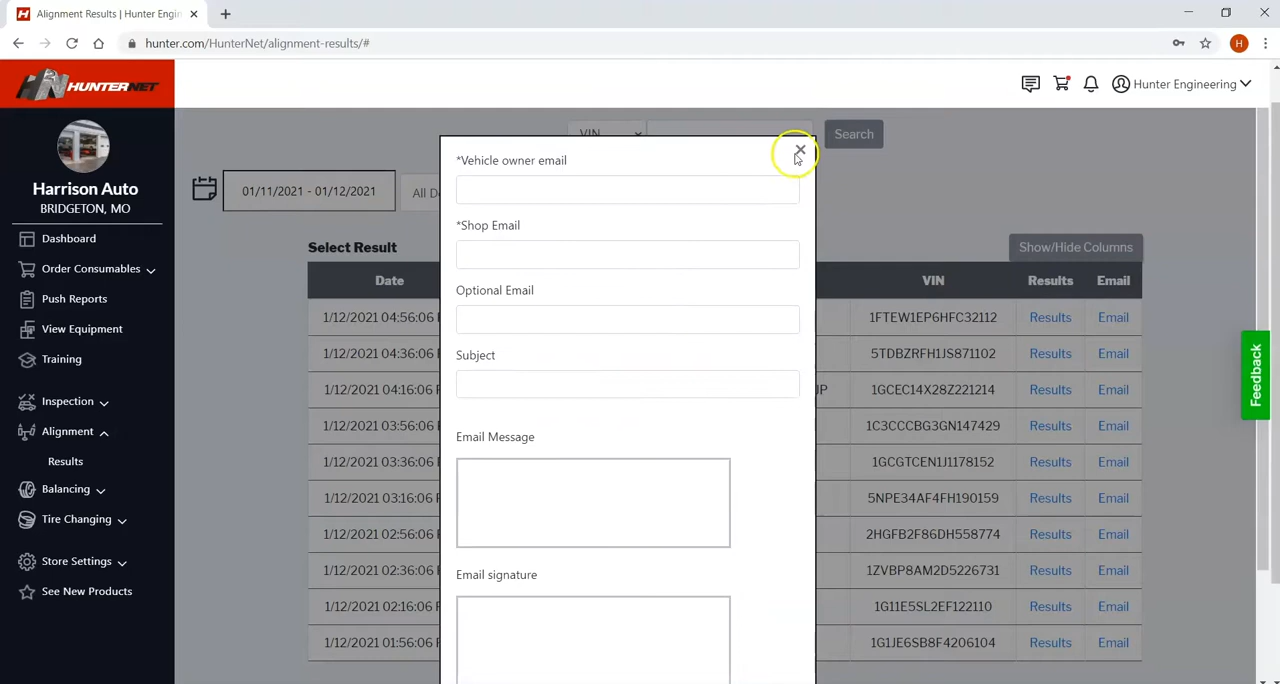 Alignment Results | Hunter Engin
hunter.com/HunterNet/alignment-results/#
H
HUNTERNET
Hunter Engineering
Harrison Auto
BRIDGETON, MO
Dashboard
Order Consumables
Push Reports
View Equipment
Training
Inspection
Alignment
Results
Balancing
Tire Changing
Store Settings
See New Products
VIN
Search
01/11/2021 - 01/12/2021
All D
Select Result
Show/Hide Columns
Date VIN Results Email
1/12/2021 04:56:06 1FTEW1EP6HFC32112 Results Email
1/12/2021 04:36:06 5TDBZRFH1JS871102 Results Email
1/12/2021 04:16:06 UP 1GCEC14X28Z221214 Results Email
1/12/2021 03:56:06 1C3CCCBG3GN147429 Results Email
1/12/2021 03:36:06 1GCGTCEN1J1178152 Results Email
1/12/2021 03:16:06 5NPE34AF4FH190159 Results Email
1/12/2021 02:56:06 2HGFB2F86DH558774 Results Email
1/12/2021 02:36:06 1ZVBP8AM2D5226731 Results Email
1/12/2021 02:16:06 1G11E5SL2EF122110 Results Email
1/12/2021 01:56:06 1G1JE6SB8F4206104 Results Email
*Vehicle owner email
*Shop Email
Optional Email
Subject
Email Message
Email signature
Feedback